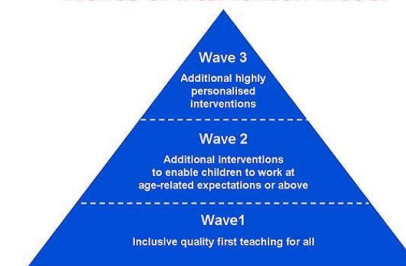 Wave 3
Additional highly
personalised
interventions
Wave 2
Additional interventions
to enable children to work at
age-related expectations or above
Wave1
Inclusive quality first teaching for all